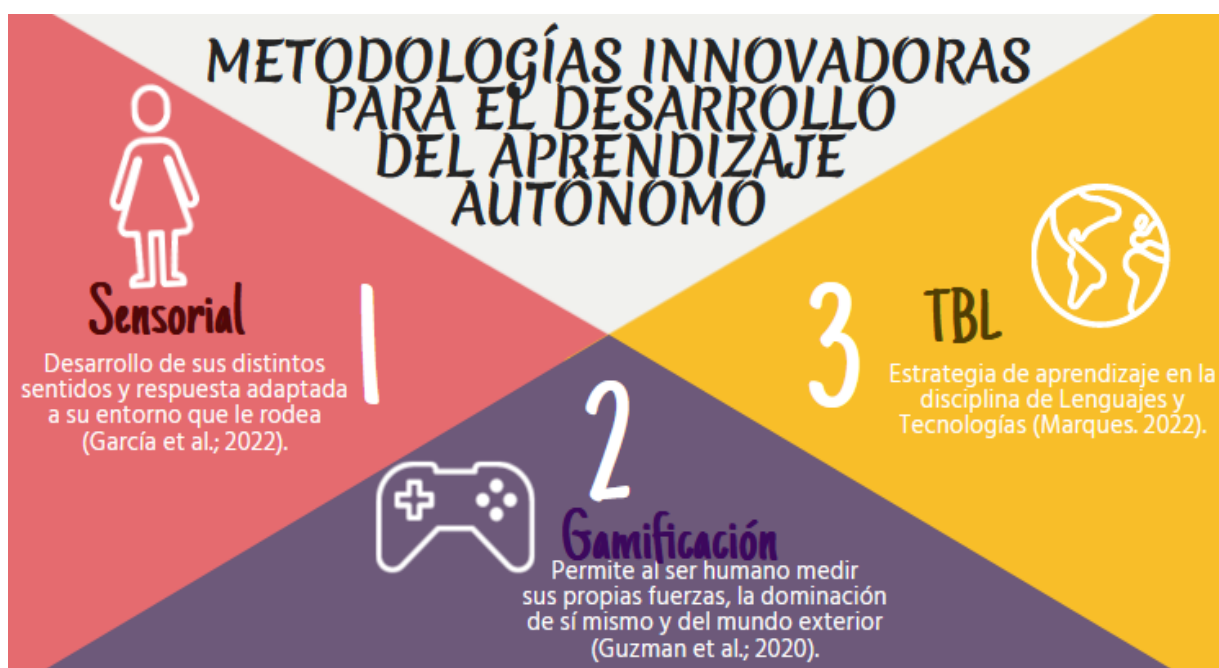 METODOLOGÍAS INNOVADORAS
PARA EL DESARROLLO
DEL APRENDIZAJE
AUTÓNOMO
1
Sensorial
Desarrollo de sus distintos
sentidos y respuesta adaptada
a su entorno que le rodea
(García et al.; 2022).
2
Gamificación
Permite al ser humano medir
sus propias fuerzas, la dominación
de sí mismo y del mundo exterior
(Guzman et al.; 2020).
3
TBL
Estrategia de aprendizaje en la
disciplina de Lenguajes y
Tecnologías (Marques. 2022).